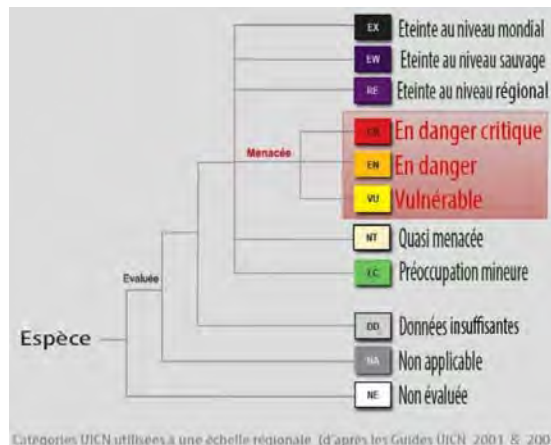 EX Eteinte au niveau mondial
EW Eteinte au niveau sauvage
RE Eteinte au niveau régional
CR En danger critique
Menacée
EN En danger
VU Vulnérable
NT Quasi menacée
LC Préoccupation mineure
Evaluée
DD Données insuffisantes
Espèce
NA Non applicable
NE Non évaluée
Catégories UICN utilisées à une échelle régionale (d'après les Guides UICN, 2001 &